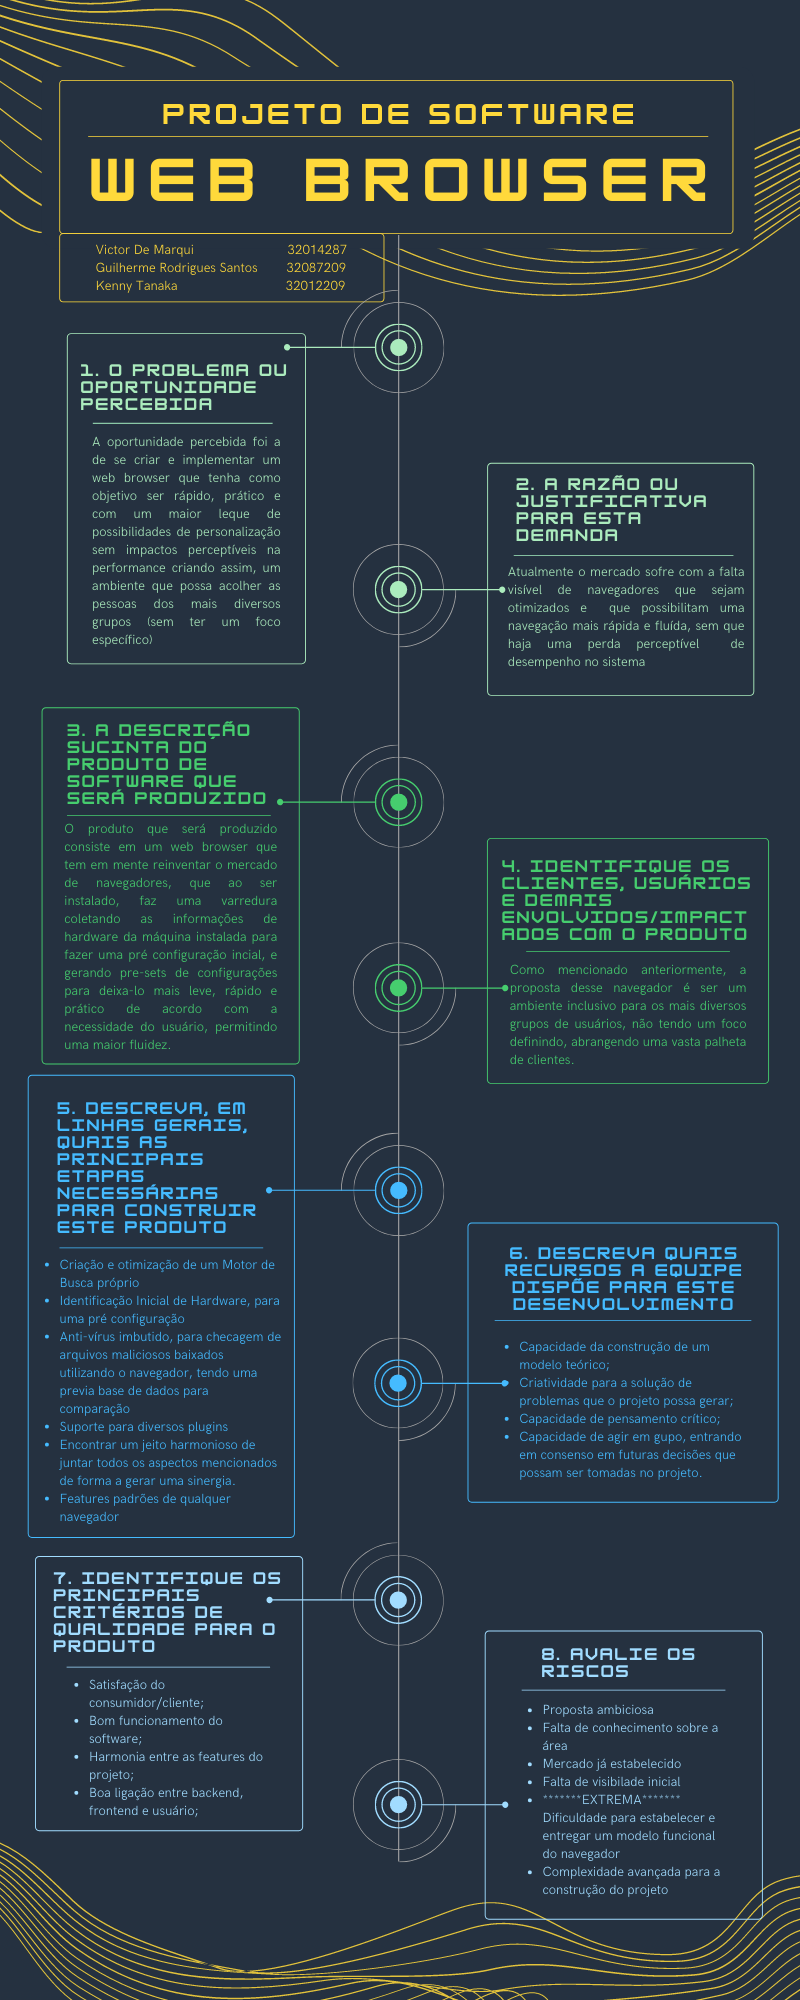 PROJETO DE SOFTWARE
WEB BROWSER
Victor De Marqui 32014287
Guilherme Rodrigues Santos 32087209
Kenny Tanaka 32012209
1. O PROBLEMA OU
OPORTUNIDADE
PERCEBIDA
A oportunidade percebida foi a
de se criar e implementar um
web browser que tenha como
objetivo ser rápido, prático e
com um maior leque de
possibilidades de personalização
sem impactos perceptíveis na
performance criando assim, um
ambiente que possa acolher as
pessoas dos mais diversos
grupos (sem ter um foco
específico)
2. A RAZÃO OU
JUSTIFICATIVA
PARA ESTA
DEMANDA
Atualmente o mercado sofre com a falta
visível de navegadores que sejam
otimizados e que possibilitam uma
navegação mais rápida e fluída, sem que
haja uma perda perceptível de
desempenho no sistema
3. A DESCRIÇÃO
SUCINTA DO
PRODUTO DE
SOFTWARE QUE
SERÁ PRODUZIDO
O produto que será produzido
consiste em um web browser que
tem em mente reinventar o mercado
de navegadores, que ao ser
instalado, faz uma varredura
coletando as informações de
hardware da máquina instalada para
fazer uma pré configuração incial, e
gerando pre-sets de configurações
para deixa-lo mais leve, rápido e
prático de acordo com a
necessidade do usuário, permitindo
uma maior fluidez.
4. IDENTIFIQUE OS
CLIENTES, USUÁRIOS
E DEMAIS
ENVOLVIDOS/IMPACT
ADOS COM O PRODUTO
Como mencionado anteriormente, a
proposta desse navegador é ser um
ambiente inclusivo para os mais diversos
grupos de usuários, não tendo um foco
definindo, abrangendo uma vasta palheta
de clientes.
5. DESCREVA, EM
LINHAS GERAIS,
QUAIS AS
PRINCIPAIS
ETAPAS
NECESSÁRIAS
PARA CONSTRUIR
ESTE PRODUTO
• Criação e otimização de um Motor de
Busca próprio
• Identificação Inicial de Hardware, para
uma pré configuração
• Anti-vírus imbutido, para checagem de
arquivos maliciosos baixados
utilizando o navegador, tendo uma
previa base de dados para
comparação
• Suporte para diversos plugins
• Encontrar um jeito harmonioso de
juntar todos os aspectos mencionados
de forma a gerar uma sinergia.
• Features padrões de qualquer
navegador
6. DESCREVA QUAIS
RECURSOS A EQUIPE
DISPÕE PARA ESTE
DESENVOLVIMENTO
• Capacidade da construção de um
modelo teórico;
• Criatividade para a solução de
problemas que o projeto possa gerar;
• Capacidade de pensamento crítico;
• Capacidade de agir em gupo, entrando
em consenso em futuras decisões que
possam ser tomadas no projeto.
7. IDENTIFIQUE OS
PRINCIPAIS
CRITÉRIOS DE
QUALIDADE PARA O
PRODUTO
• Satisfação do
consumidor/cliente;
• Bom funcionamento do
software;
• Harmonia entre as features do
projeto;
• Boa ligação entre backend,
frontend e usuário;
8. AVALIE OS
RISCOS
• Proposta ambiciosa
• Falta de conhecimento sobre a
área
• Mercado já estabelecido
• Falta de visibilade inicial
• *******EXTREMA*******
Dificuldade para estabelecer e
entregar um modelo funcional
do navegador
• Complexidade avançada para a
construção do projeto